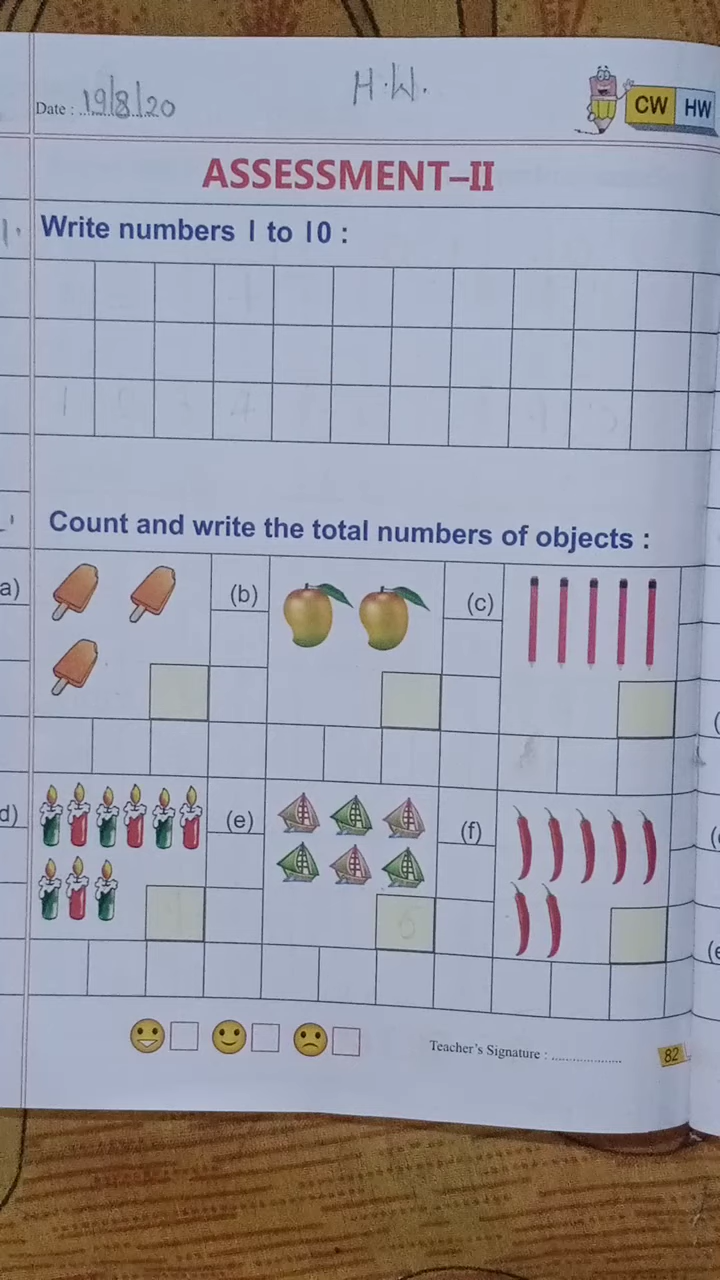 H.W.
Date : 19/8/20
CW HW
ASSESSMENT–II
1. Write numbers 1 to 10 :
Count and write the total numbers of objects :
a) (b) (c)
d) (e) (f)
Teacher's Signature : ....................
82